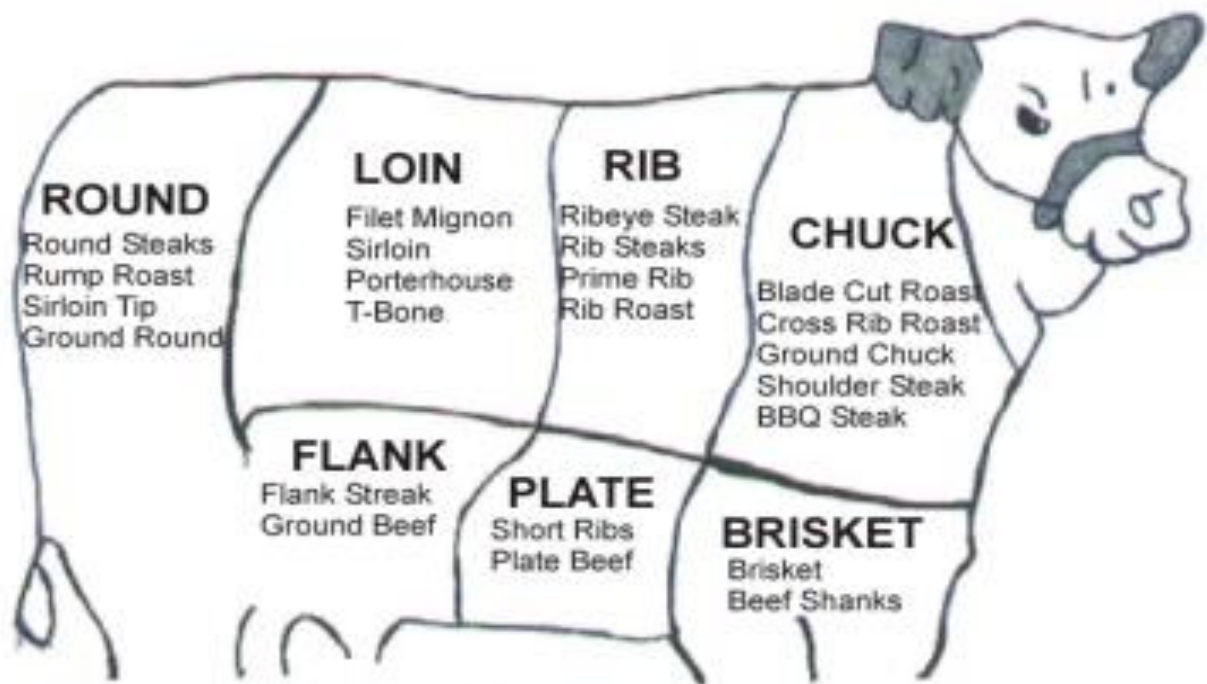 ROUND
Round Steaks
Rump Roast
Sirloin Tip
Ground Round
LOIN
Filet Mignon
Sirloin
Porterhouse
T-Bone
RIB
Ribeye Steak
Rib Steaks
Prime Rib
Rib Roast
CHUCK
Blade Cut Roast
Cross Rib Roast
Ground Chuck
Shoulder Steak
BBQ Steak
FLANK
Flank Streak
Ground Beef
PLATE
Short Ribs
Plate Beef
BRISKET
Brisket
Beef Shanks